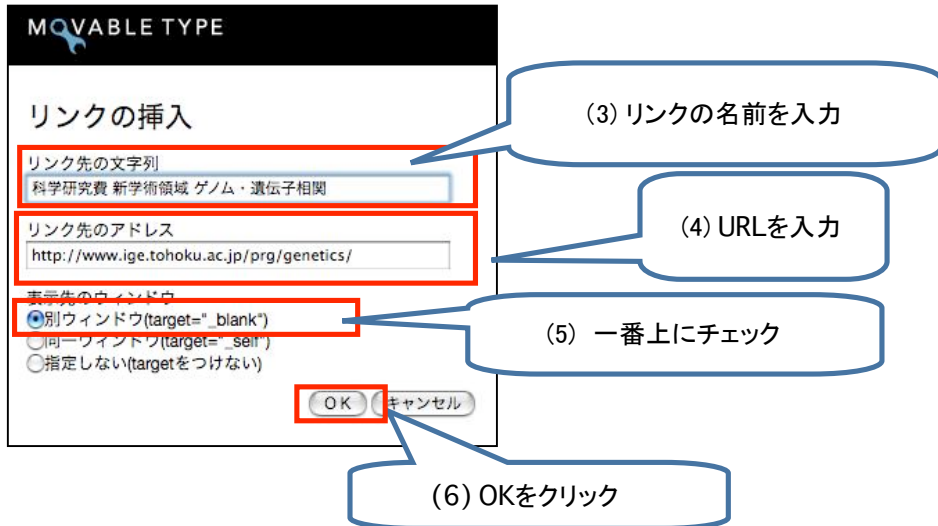 MOVABLE TYPE
リンクの挿入
(3) リンクの名前を入力
リンク先の文字列
科学研究費 新学術領域 ゲノム・遺伝子相関
リンク先のアドレス
(4) URLを入力
http://www.ige.tohoku.ac.jp/prg/genetics/
表示先のウィンドウ
別ウィンドウ(target="_blank")
(5) 一番上にチェック
同一ウィンドウ(target="_self")
指定しない(targetをつけない)
OK キャンセル
(6) OKをクリック